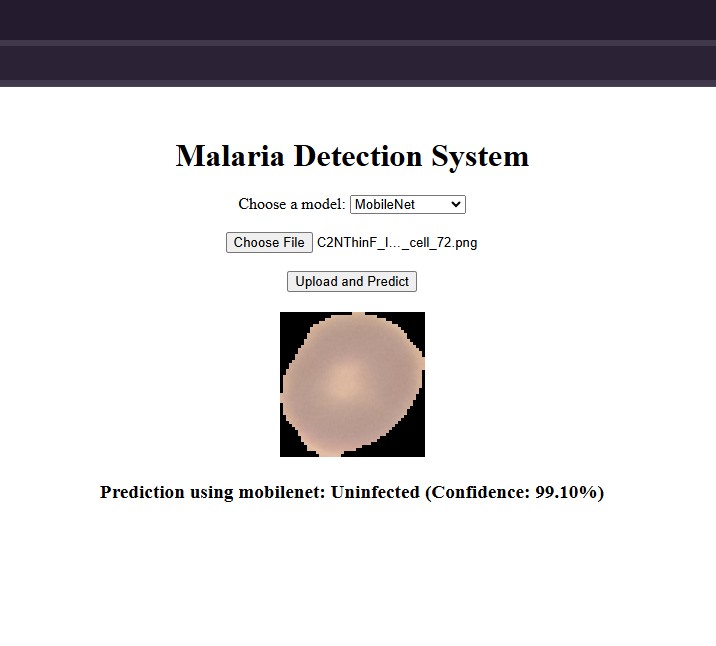 Malaria Detection System
Choose a model: MobileNet
Choose File C2NThinF_I..._cell_72.png
Upload and Predict
Prediction using mobilenet: Uninfected (Confidence: 99.10%)